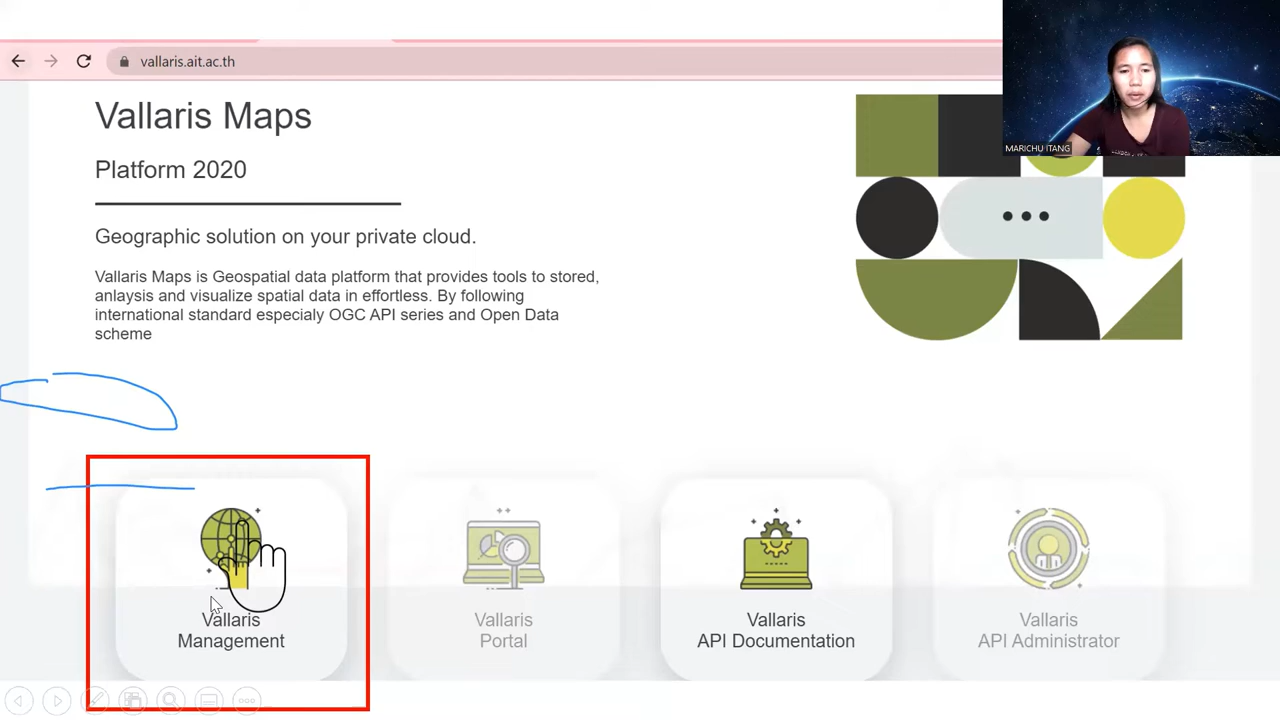 vallaris.ait.ac.th
Vallaris Maps
Platform 2020
Geographic solution on your private cloud.
Vallaris Maps is Geospatial data platform that provides tools to stored,
anlaysis and visualize spatial data in effortless. By following
international standard especialy OGC API series and Open Data
scheme
MARICHU ITANG
Vallaris
Management
Vallaris
Portal
Vallaris
API Documentation
Vallaris
API Administrator